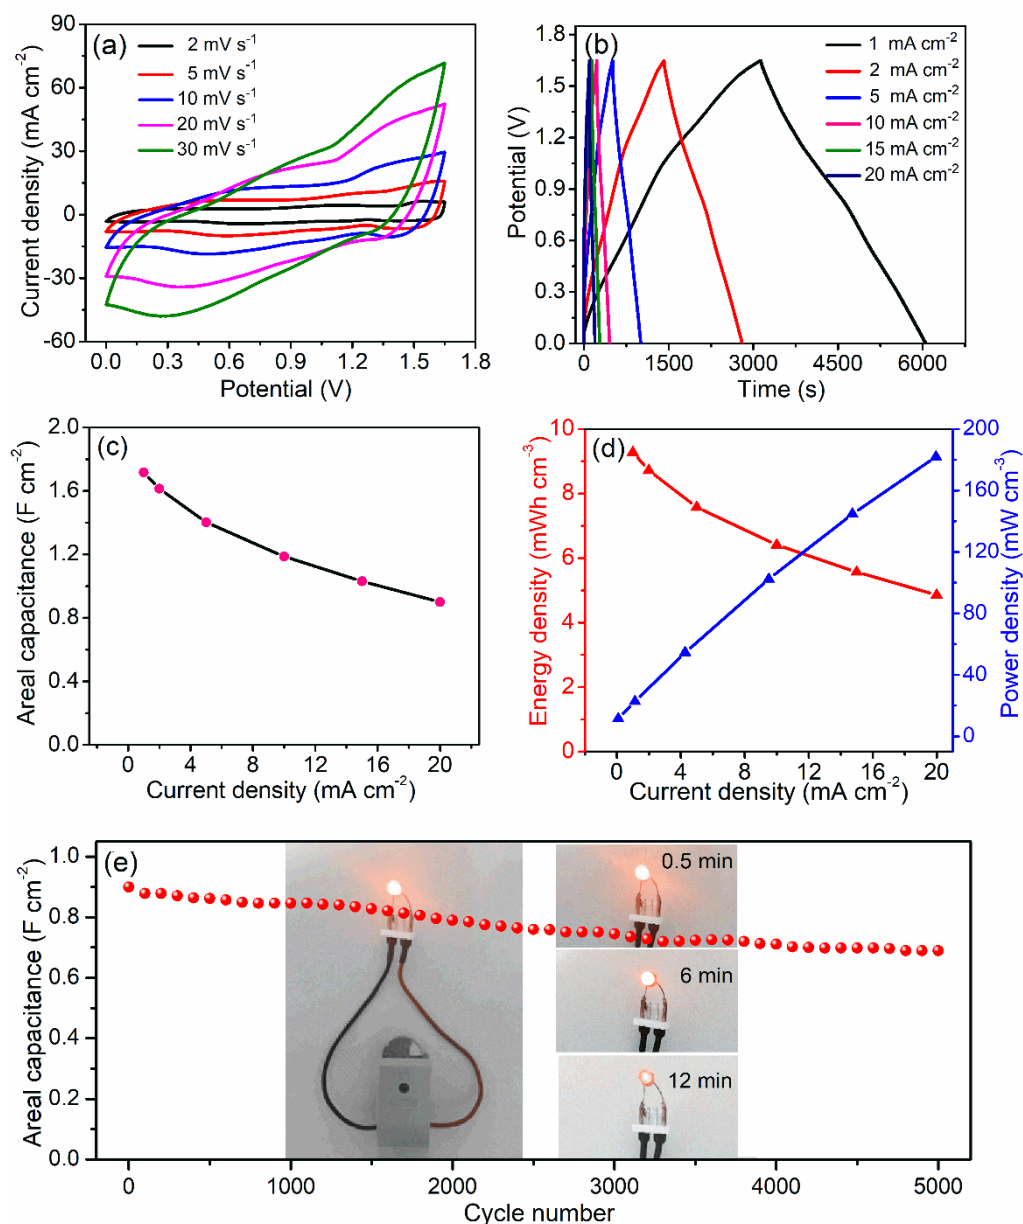 (a)
2 mV s⁻¹
5 mV s⁻¹
10 mV s⁻¹
20 mV s⁻¹
30 mV s⁻¹
90
60
30
0
-30
-60
Current density (mA cm⁻²)
0.0 0.3 0.6 0.9 1.2 1.5 1.8
Potential (V)
(b)
1 mA cm⁻²
2 mA cm⁻²
5 mA cm⁻²
10 mA cm⁻²
15 mA cm⁻²
20 mA cm⁻²
1.8
1.5
1.2
0.9
0.6
0.3
0.0
Potential (V)
0 1500 3000 4500 6000
Time (s)
(c)
2.0
1.6
1.2
0.8
0.4
0.0
Areal capacitance (F cm⁻²)
0 4 8 12 16 20
Current density (mA cm⁻²)
(d)
10
8
6
4
2
0
Energy density (mWh cm⁻³)
200
160
120
80
40
0
Power density (mW cm⁻³)
0 4 8 12 16 20
Current density (mA cm⁻²)
(e)
1.0
0.8
0.6
0.4
0.2
0.0
Areal capacitance (F cm⁻²)
0.5 min
6 min
12 min
0 1000 2000 3000 4000 5000
Cycle number